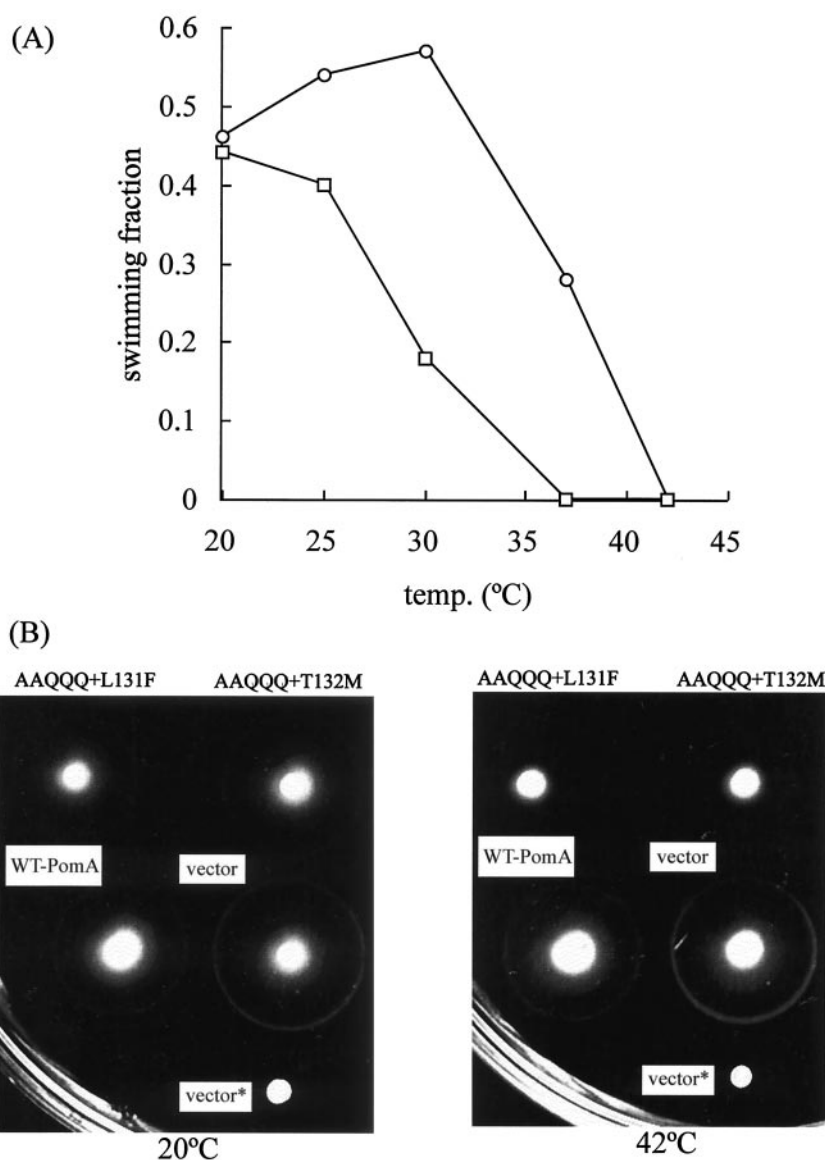 (A)
0.6
0.5
0.4
0.3
0.2
0.1
0
swimming fraction
20 25 30 35 40 45
temp. (ºC)
(B)
AAQQQ+L131F AAQQQ+T132M
WT-PomA vector
vector*
20ºC
AAQQQ+L131F AAQQQ+T132M
WT-PomA vector
vector*
42ºC